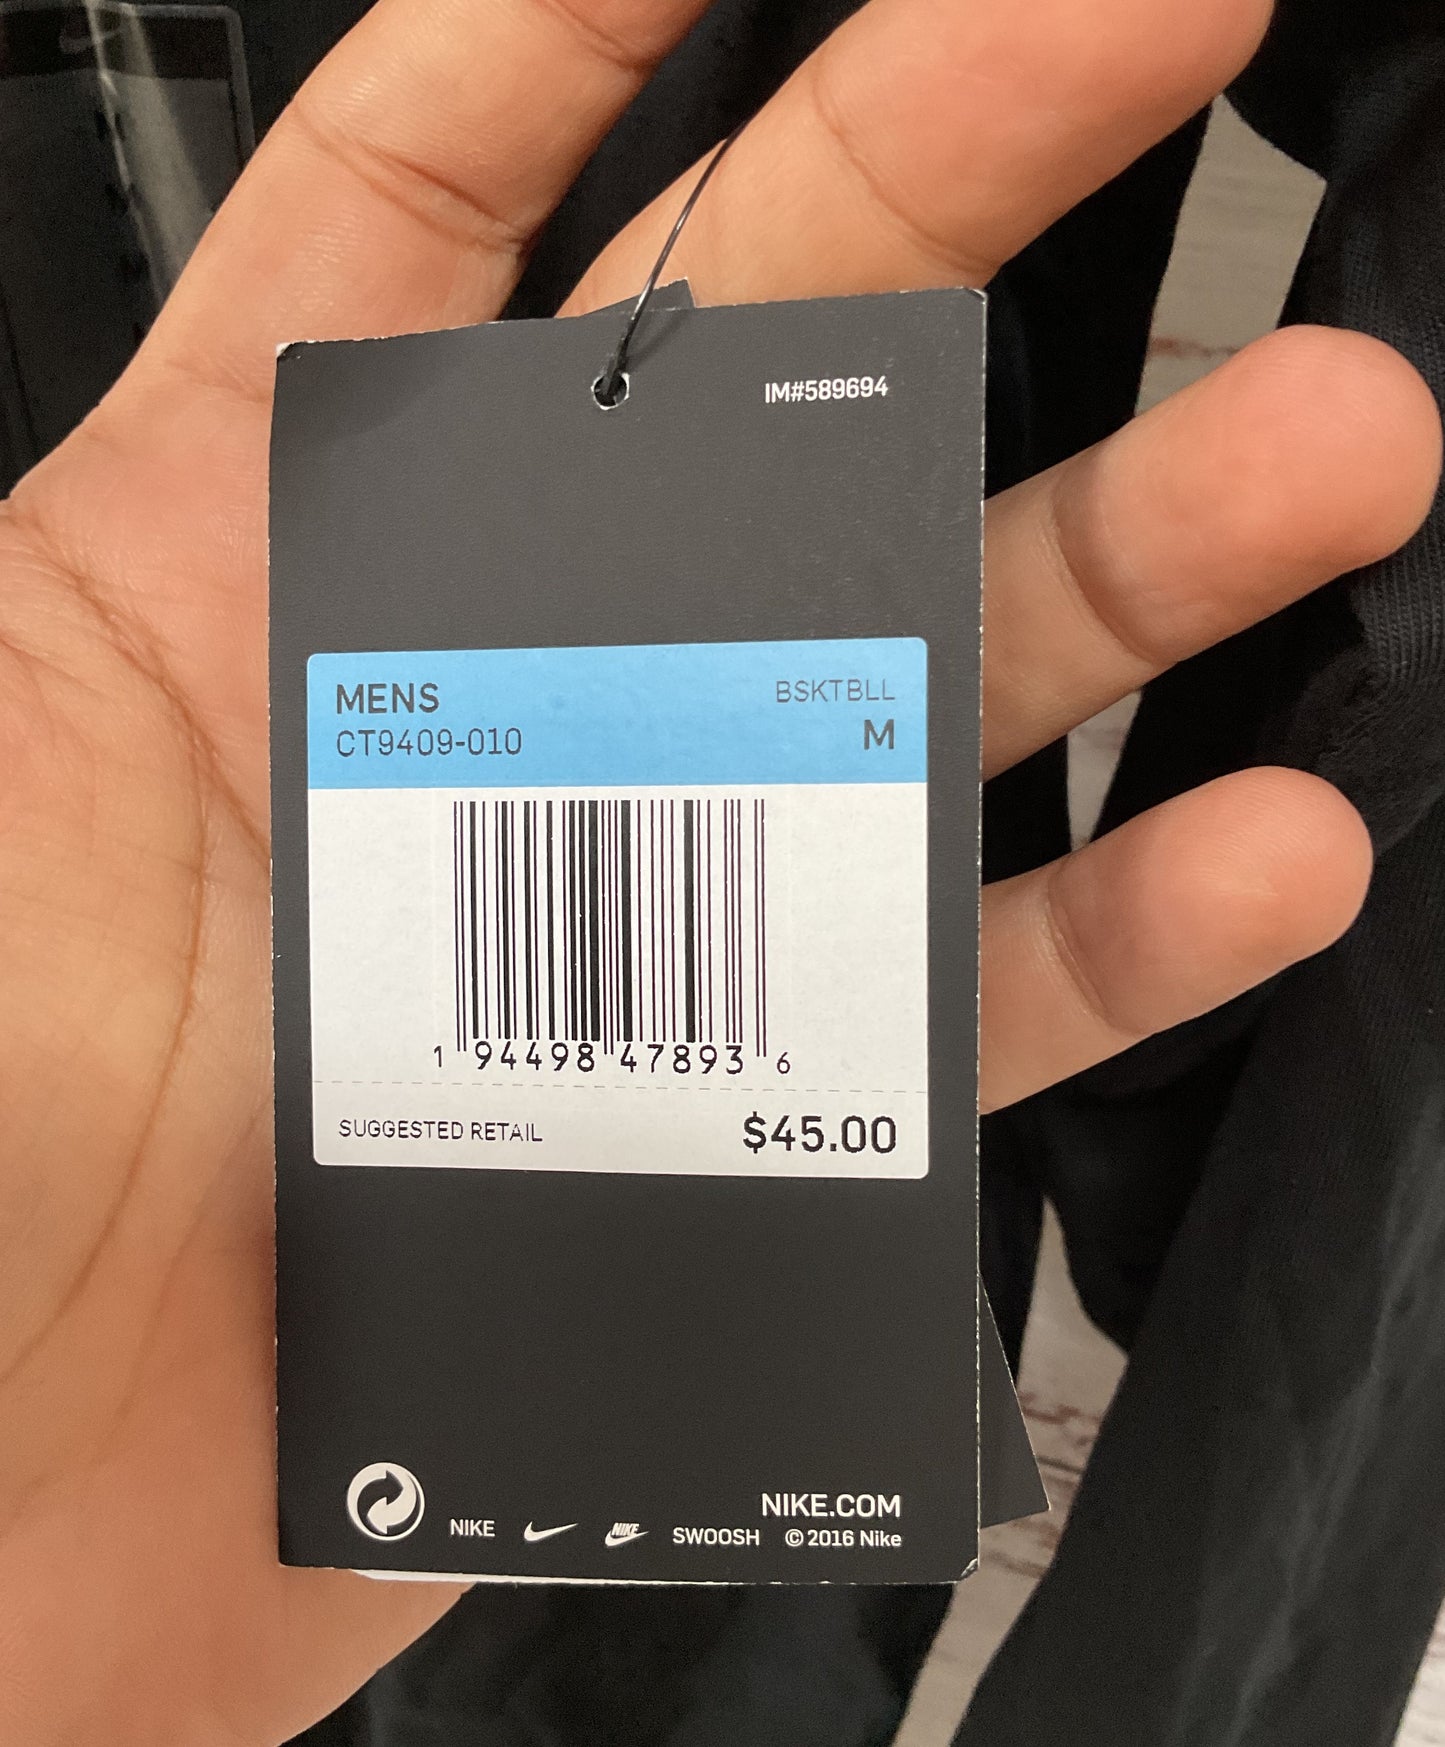 IM#589694
MENS
BSKTBLL
CT9409-010
M
1 94498 47893 6
SUGGESTED RETAIL
$45.00
NIKE.COM
NIKE
NIKE
SWOOSH
© 2016 Nike